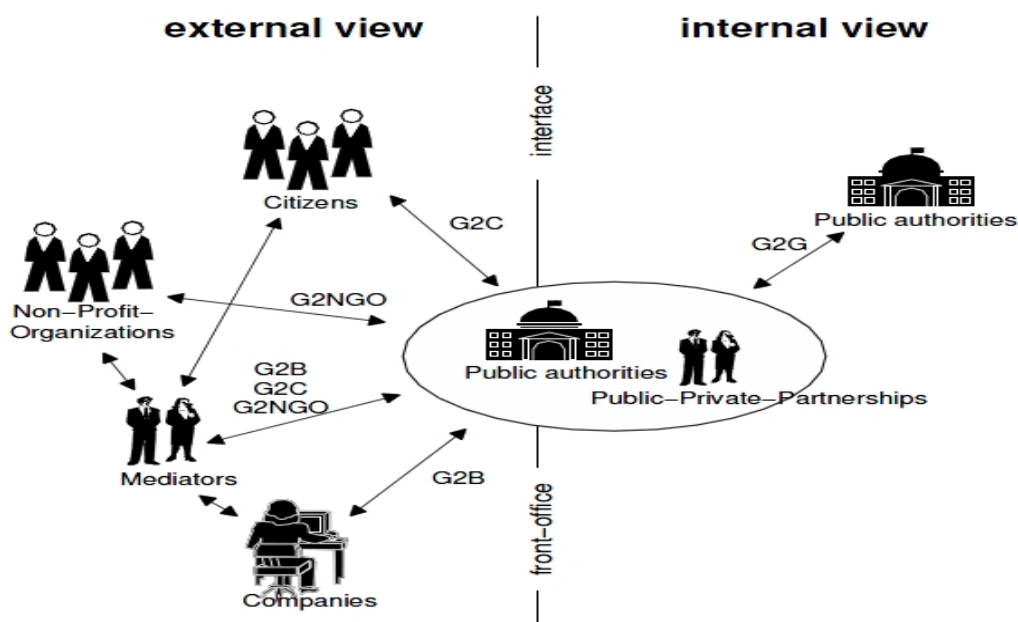 external view
internal view
interface
Citizens
Public authorities
G2C
G2G
Non-Profit-
Organizations
G2NGO
G2B
G2C
G2NGO
Public authorities
Public-Private-Partnerships
Mediators
G2B
front-office
Companies